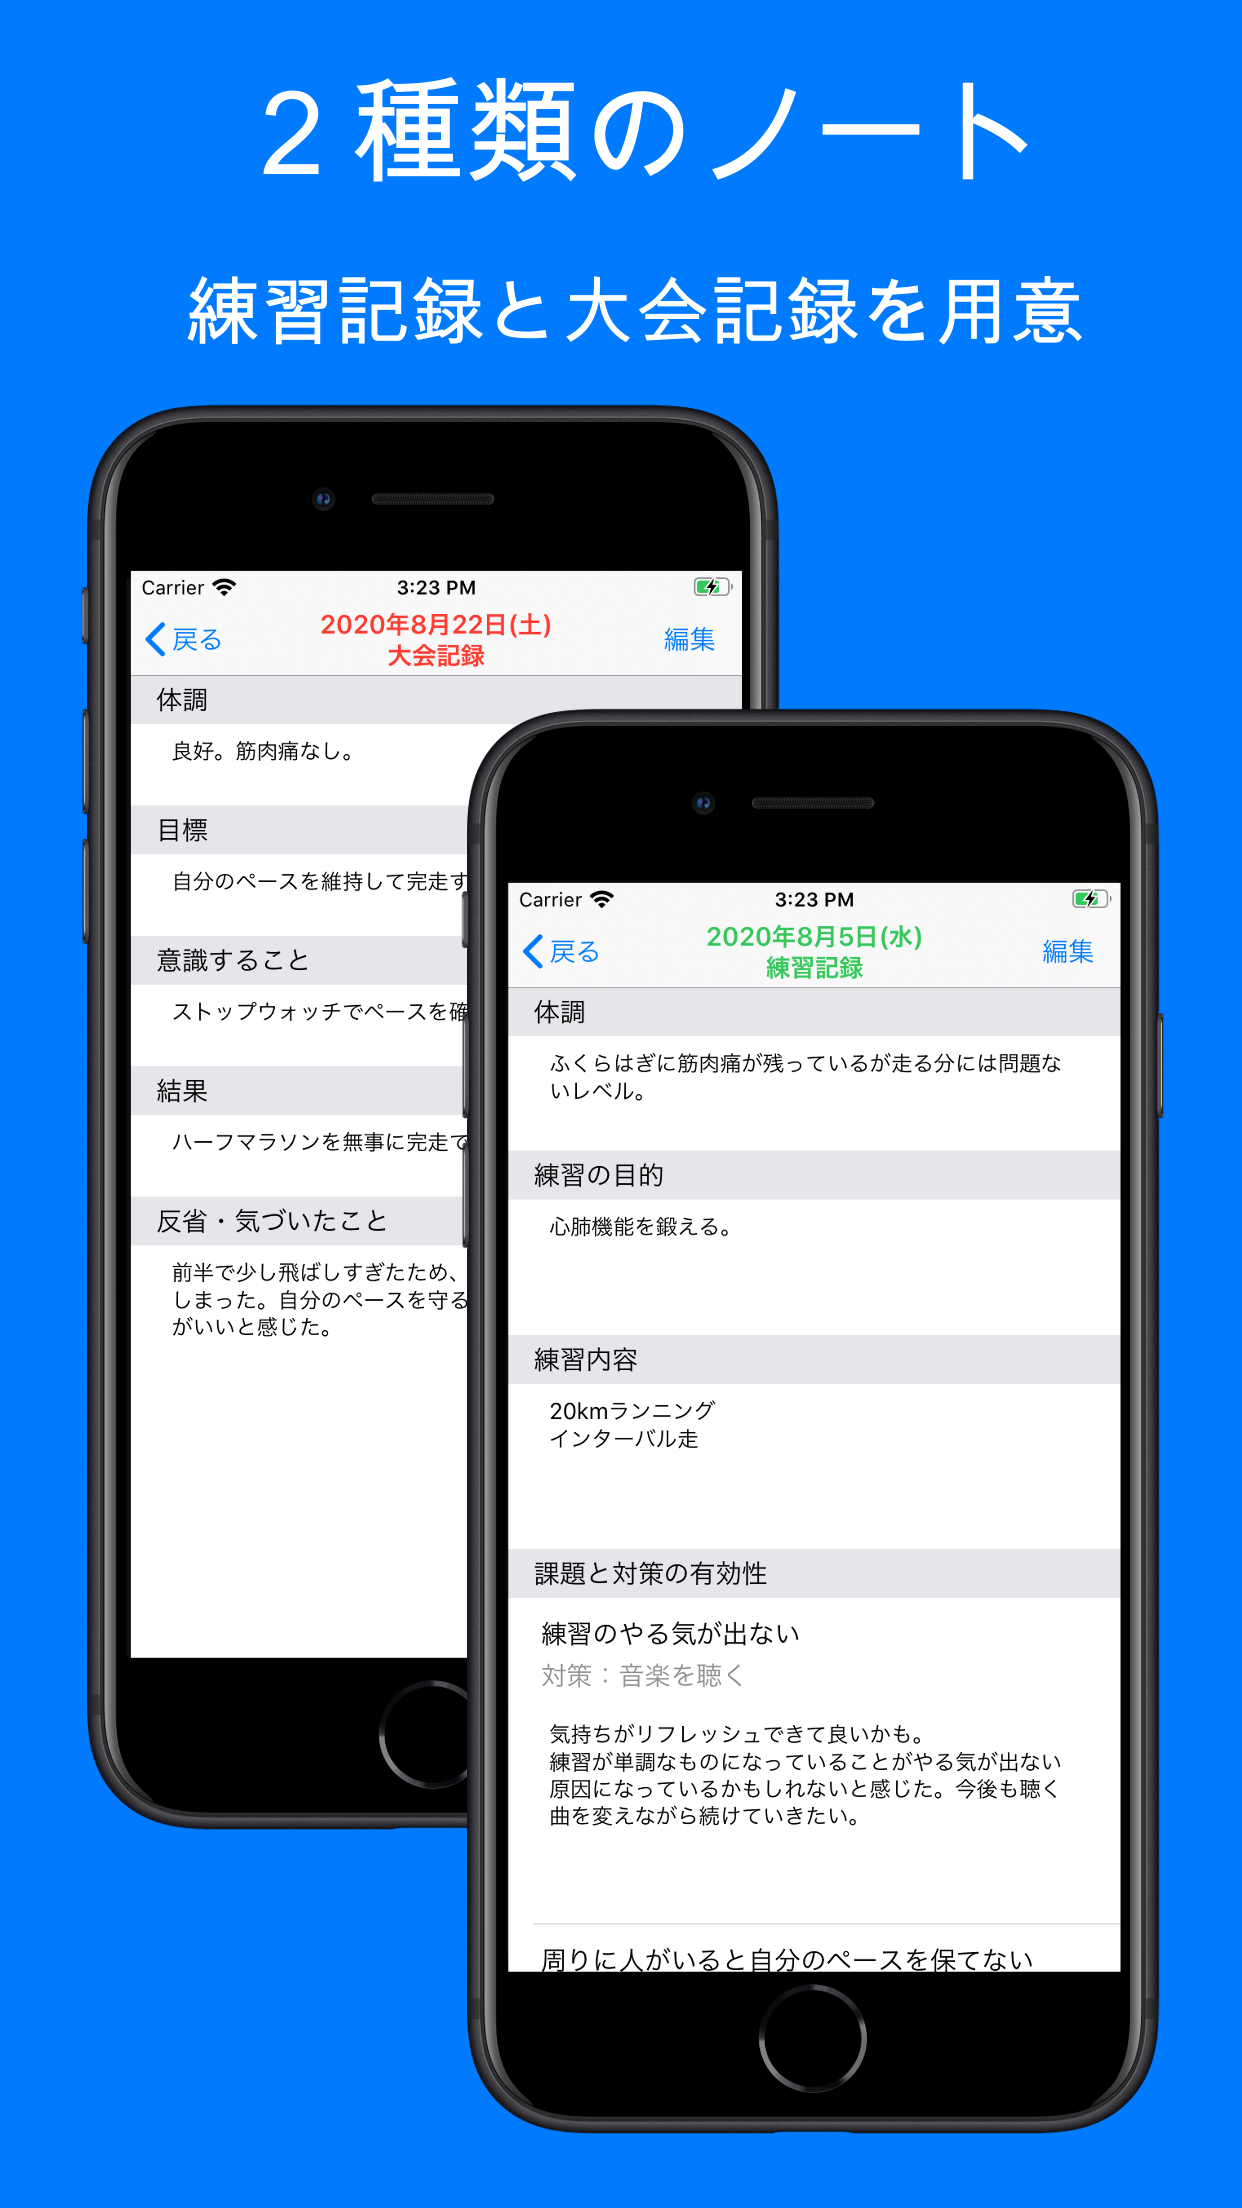 2種類のノート
練習記録と大会記録を用意
Carrier 3:23 PM
戻る 2020年8月22日(土) 編集
大会記録
体調
良好。筋肉痛なし。
目標
自分のペースを維持して完走す
意識すること
ストップウォッチでペースを確
結果
ハーフマラソンを無事に完走で
反省・気づいたこと
前半で少し飛ばしすぎたため、
しまった。自分のペースを守る
がいいと感じた。
Carrier 3:23 PM
戻る 2020年8月5日(水) 編集
練習記録
体調
ふくらはぎに筋肉痛が残っているが走る分には問題な
いレベル。
練習の目的
心肺機能を鍛える。
練習内容
20kmランニング
インターバル走
課題と対策の有効性
練習のやる気が出ない
対策：音楽を聴く
気持ちがリフレッシュできて良いかも。
練習が単調なものになっていることがやる気が出ない
原因になっているかもしれないと感じた。今後も聴く
曲を変えながら続けていきたい。
周りに人がいると自分のペースを保てない